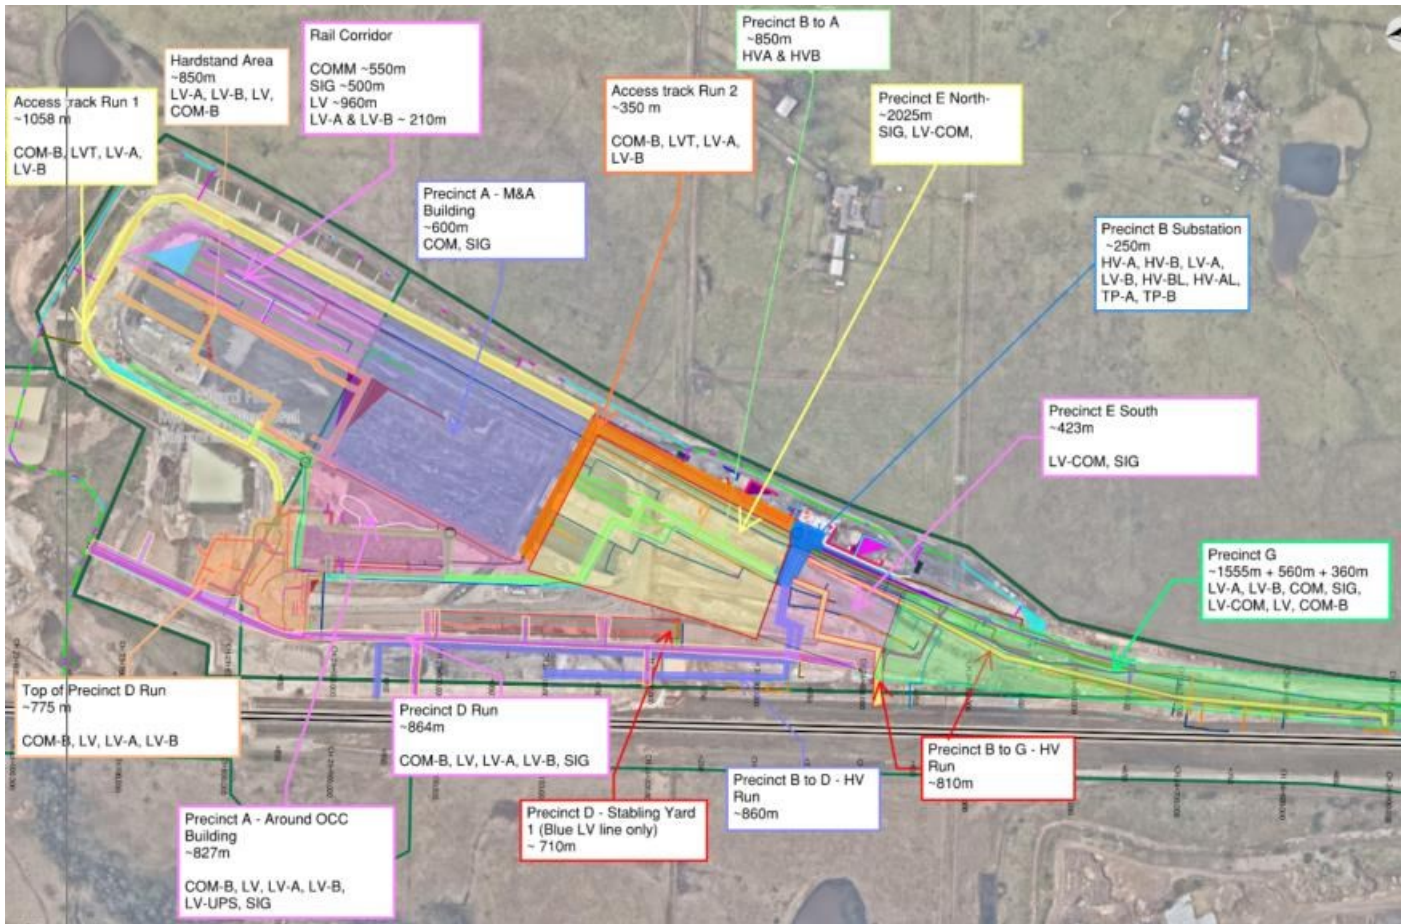 Access track Run 1
~1058 m
COM-B, LVT, LV-A,
LV-B
Hardstand Area
~850m
LV-A, LV-B, LV,
COM-B
Rail Corridor
COMM ~550m
SIG ~500m
LV ~960m
LV-A & LV-B ~ 210m
Precinct A - M&A
Building
~600m
COM, SIG
Access track Run 2
~350 m
COM-B, LVT, LV-A,
LV-B
Precinct B to A
~850m
HVA & HVB
Precinct E North-
~2025m
SIG, LV-COM,
Precinct B Substation
~250m
HV-A, HV-B, LV-A,
LV-B, HV-BL, HV-AL,
TP-A, TP-B
Precinct E South
~423m
LV-COM, SIG
Precinct G
~1555m + 560m + 360m
LV-A, LV-B, COM, SIG,
LV-COM, LV, COM-B
Top of Precinct D Run
~775 m
COM-B, LV, LV-A, LV-B
Precinct D Run
~864m
COM-B, LV, LV-A, LV-B, SIG
Precinct B to G - HV
Run
~810m
Precinct B to D - HV
Run
~860m
Precinct D - Stabling Yard
1 (Blue LV line only)
~ 710m
Precinct A - Around OCC
Building
~827m
COM-B, LV, LV-A, LV-B,
LV-UPS, SIG